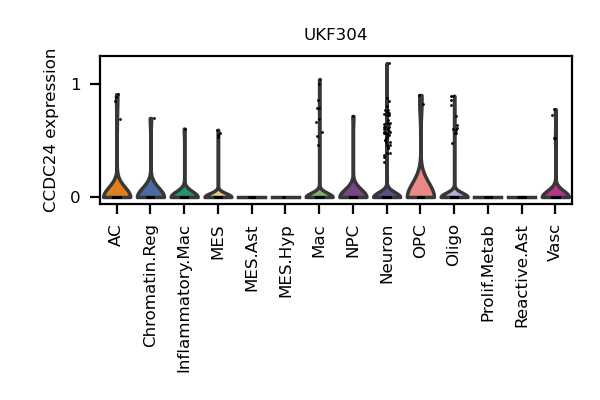 UKF304
CCDC24 expression
1
0
AC
Chromatin.Reg
Inflammatory.Mac
MES
MES.Ast
MES.Hyp
Mac
NPC
Neuron
OPC
Oligo
Prolif.Metab
Reactive.Ast
Vasc